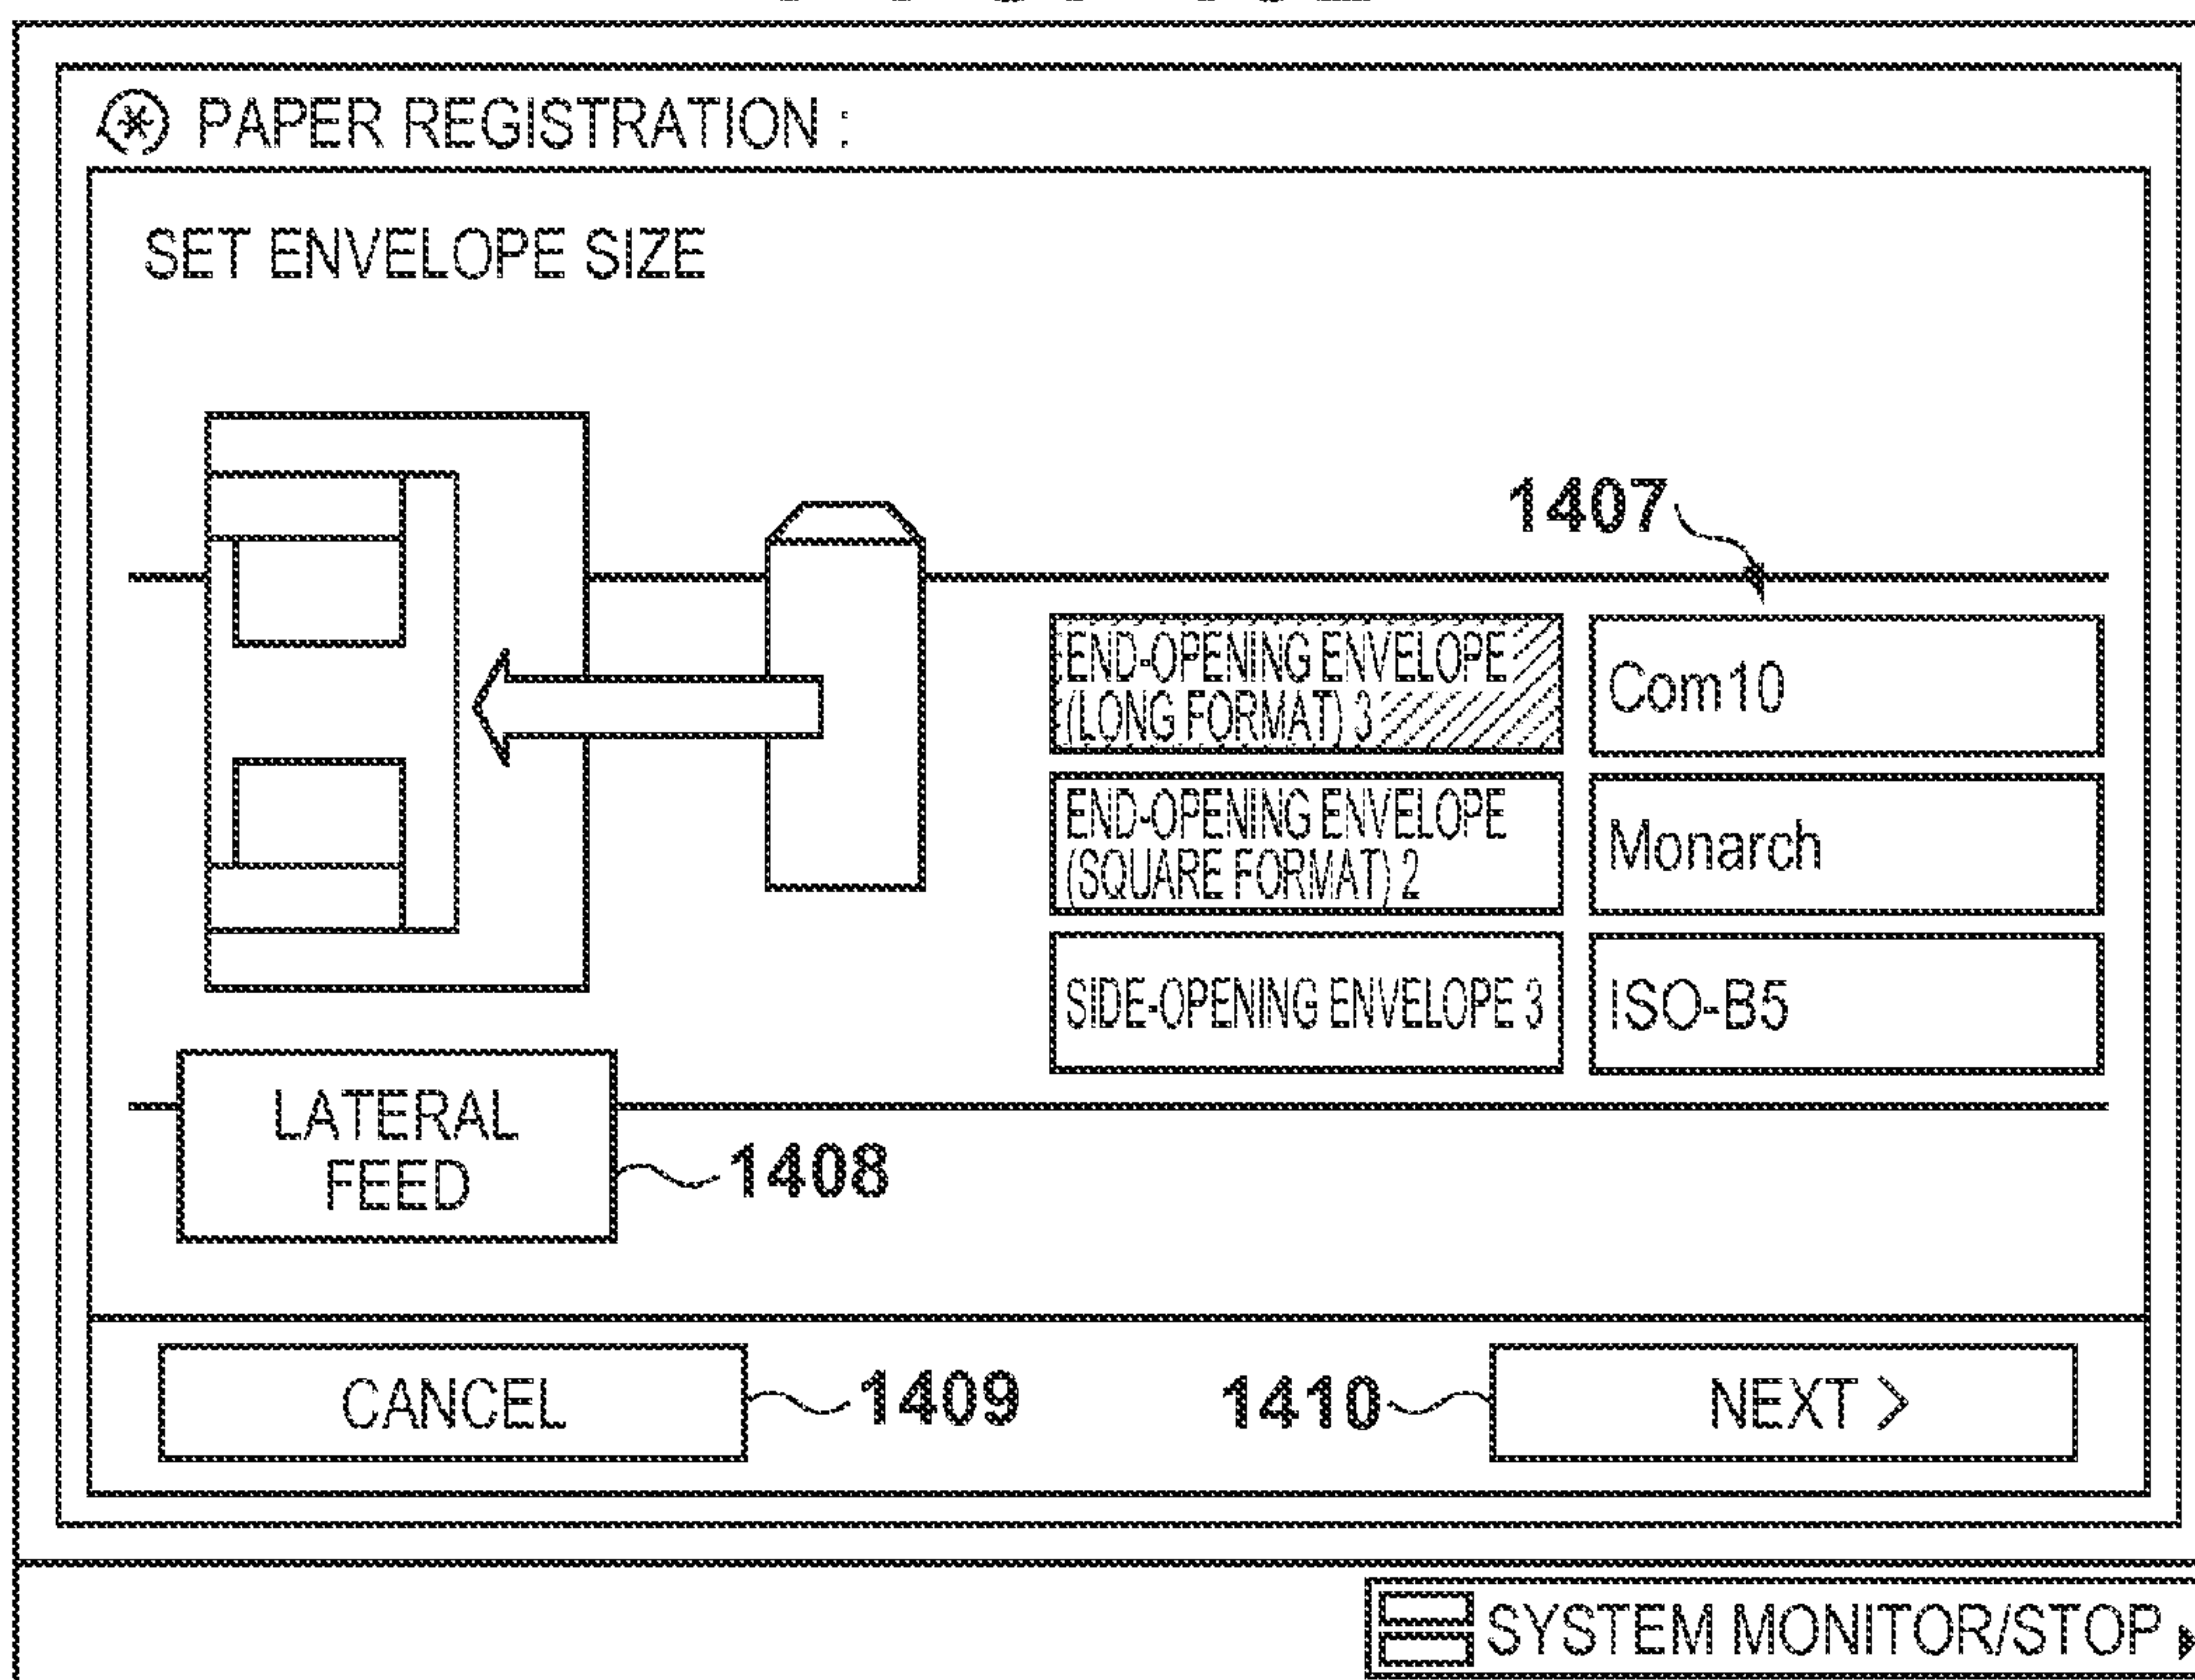 PAPER REGISTRATION :
SET ENVELOPE SIZE
1407
END-OPENING ENVELOPE
(LONG FORMAT) 3
Com10
END-OPENING ENVELOPE
(SQUARE FORMAT) 2
Monarch
SIDE-OPENING ENVELOPE 3
ISO-B5
LATERAL
FEED
1408
CANCEL
1409
1410
NEXT >
SYSTEM MONITOR/STOP